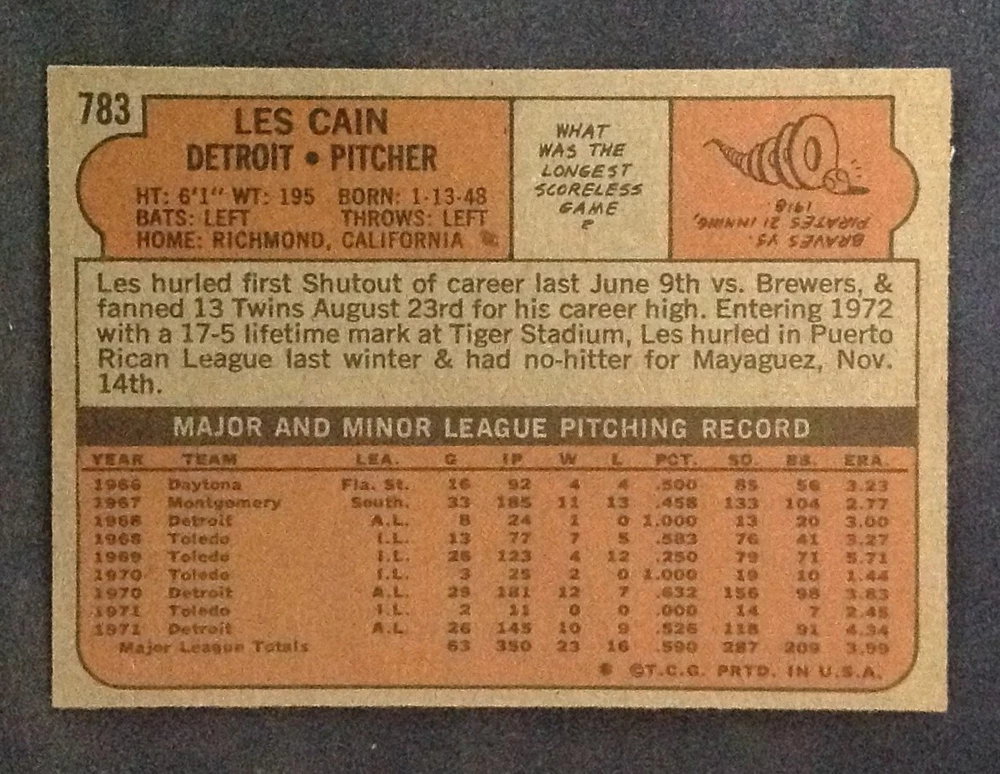 783
LES CAIN
DETROIT • PITCHER
HT: 6'1" WT: 195 BORN: 1-13-48
BATS: LEFT THROWS: LEFT
HOME: RICHMOND, CALIFORNIA
WHAT
WAS THE
LONGEST
SCORELESS
GAME
?
BRAVES VS.
PIRATES 21 INNING,
1918
Les hurled first Shutout of career last June 9th vs. Brewers, &
fanned 13 Twins August 23rd for his career high. Entering 1972
with a 17-5 lifetime mark at Tiger Stadium, Les hurled in Puerto
Rican League last winter & had no-hitter for Mayaguez, Nov.
14th.
MAJOR AND MINOR LEAGUE PITCHING RECORD
YEAR TEAM LEA. G IP W L PCT. SO. BB. ERA.
1966 Daytona Fla. St. 16 92 4 4 .500 85 56 3.23
1967 Montgomery South. 33 185 11 13 .458 133 104 2.77
1968 Detroit A.L. 8 24 1 0 1.000 13 20 3.00
1968 Toledo I.L. 13 77 7 5 .583 76 41 3.27
1969 Toledo I.L. 25 123 4 12 .250 79 71 5.71
1970 Toledo I.L. 3 25 2 0 1.000 19 10 1.44
1970 Detroit A.L. 29 181 12 7 .632 156 98 3.83
1971 Toledo I.L. 2 11 0 0 .000 14 7 2.45
1971 Detroit A.L. 26 145 10 9 .526 118 91 4.34
Major League Totals 63 350 23 16 .590 287 209 3.99
©T.C.G. PRTD. IN U.S.A.